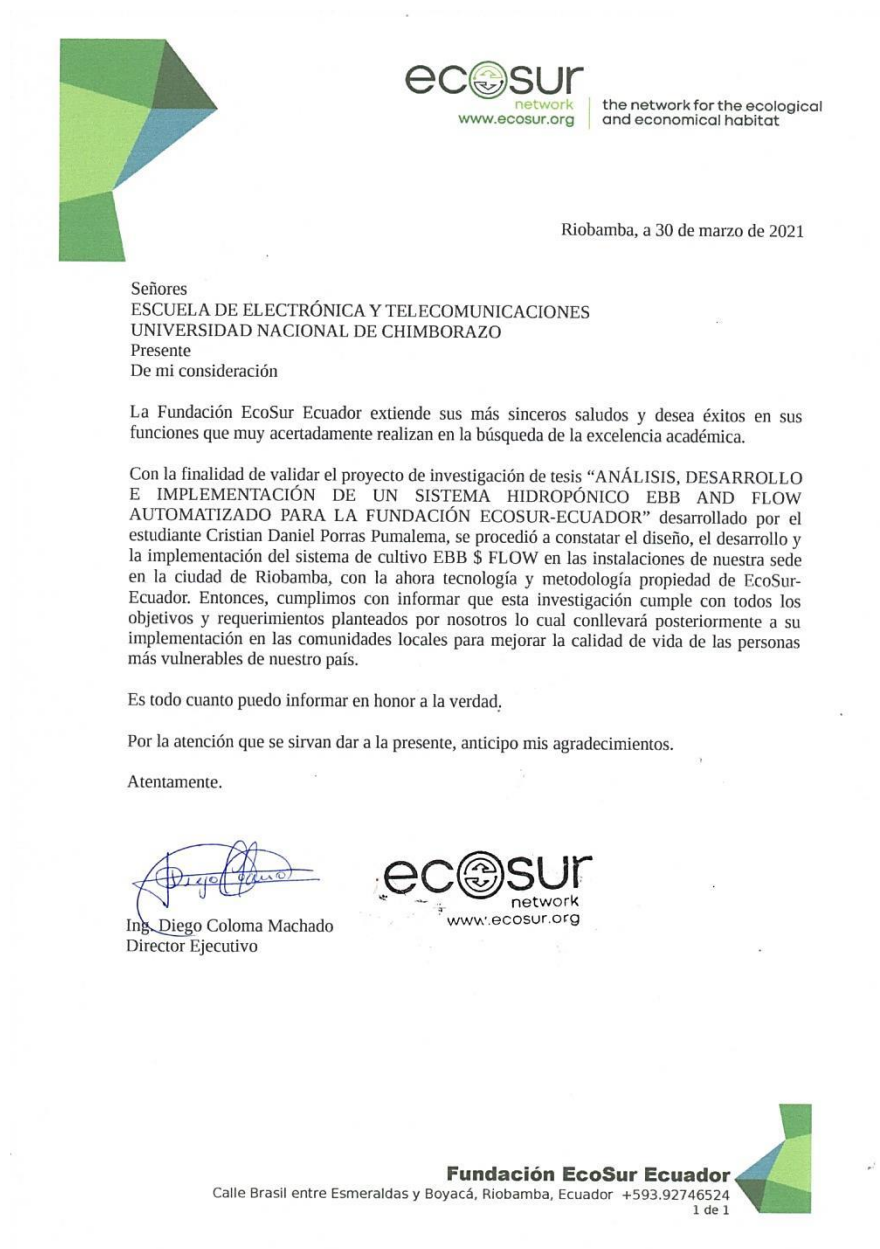 ecosur
network
www.ecosur.org
the network for the ecological
and economical habitat
Riobamba, a 30 de marzo de 2021
Señores
ESCUELA DE ELECTRÓNICA Y TELECOMUNICACIONES
UNIVERSIDAD NACIONAL DE CHIMBORAZO
Presente
De mi consideración
La Fundación EcoSur Ecuador extiende sus más sinceros saludos y desea éxitos en sus
funciones que muy acertadamente realizan en la búsqueda de la excelencia académica.
Con la finalidad de validar el proyecto de investigación de tesis “ANÁLISIS, DESARROLLO
E IMPLEMENTACIÓN DE UN SISTEMA HIDROPÓNICO EBB AND FLOW
AUTOMATIZADO PARA LA FUNDACIÓN ECOSUR-ECUADOR” desarrollado por el
estudiante Cristian Daniel Porras Pumalema, se procedió a constatar el diseño, el desarrollo y
la implementación del sistema de cultivo EBB $ FLOW en las instalaciones de nuestra sede
en la ciudad de Riobamba, con la ahora tecnología y metodología propiedad de EcoSur-
Ecuador. Entonces, cumplimos con informar que esta investigación cumple con todos los
objetivos y requerimientos planteados por nosotros lo cual conllevará posteriormente a su
implementación en las comunidades locales para mejorar la calidad de vida de las personas
más vulnerables de nuestro país.
Es todo cuanto puedo informar en honor a la verdad.
Por la atención que se sirvan dar a la presente, anticipo mis agradecimientos.
Atentamente.
Diego
ecosur
network
www.ecosur.org
Ing. Diego Coloma Machado
Director Ejecutivo
Fundación EcoSur Ecuador
Calle Brasil entre Esmeraldas y Boyacá, Riobamba, Ecuador +593.92746524
1 de 1